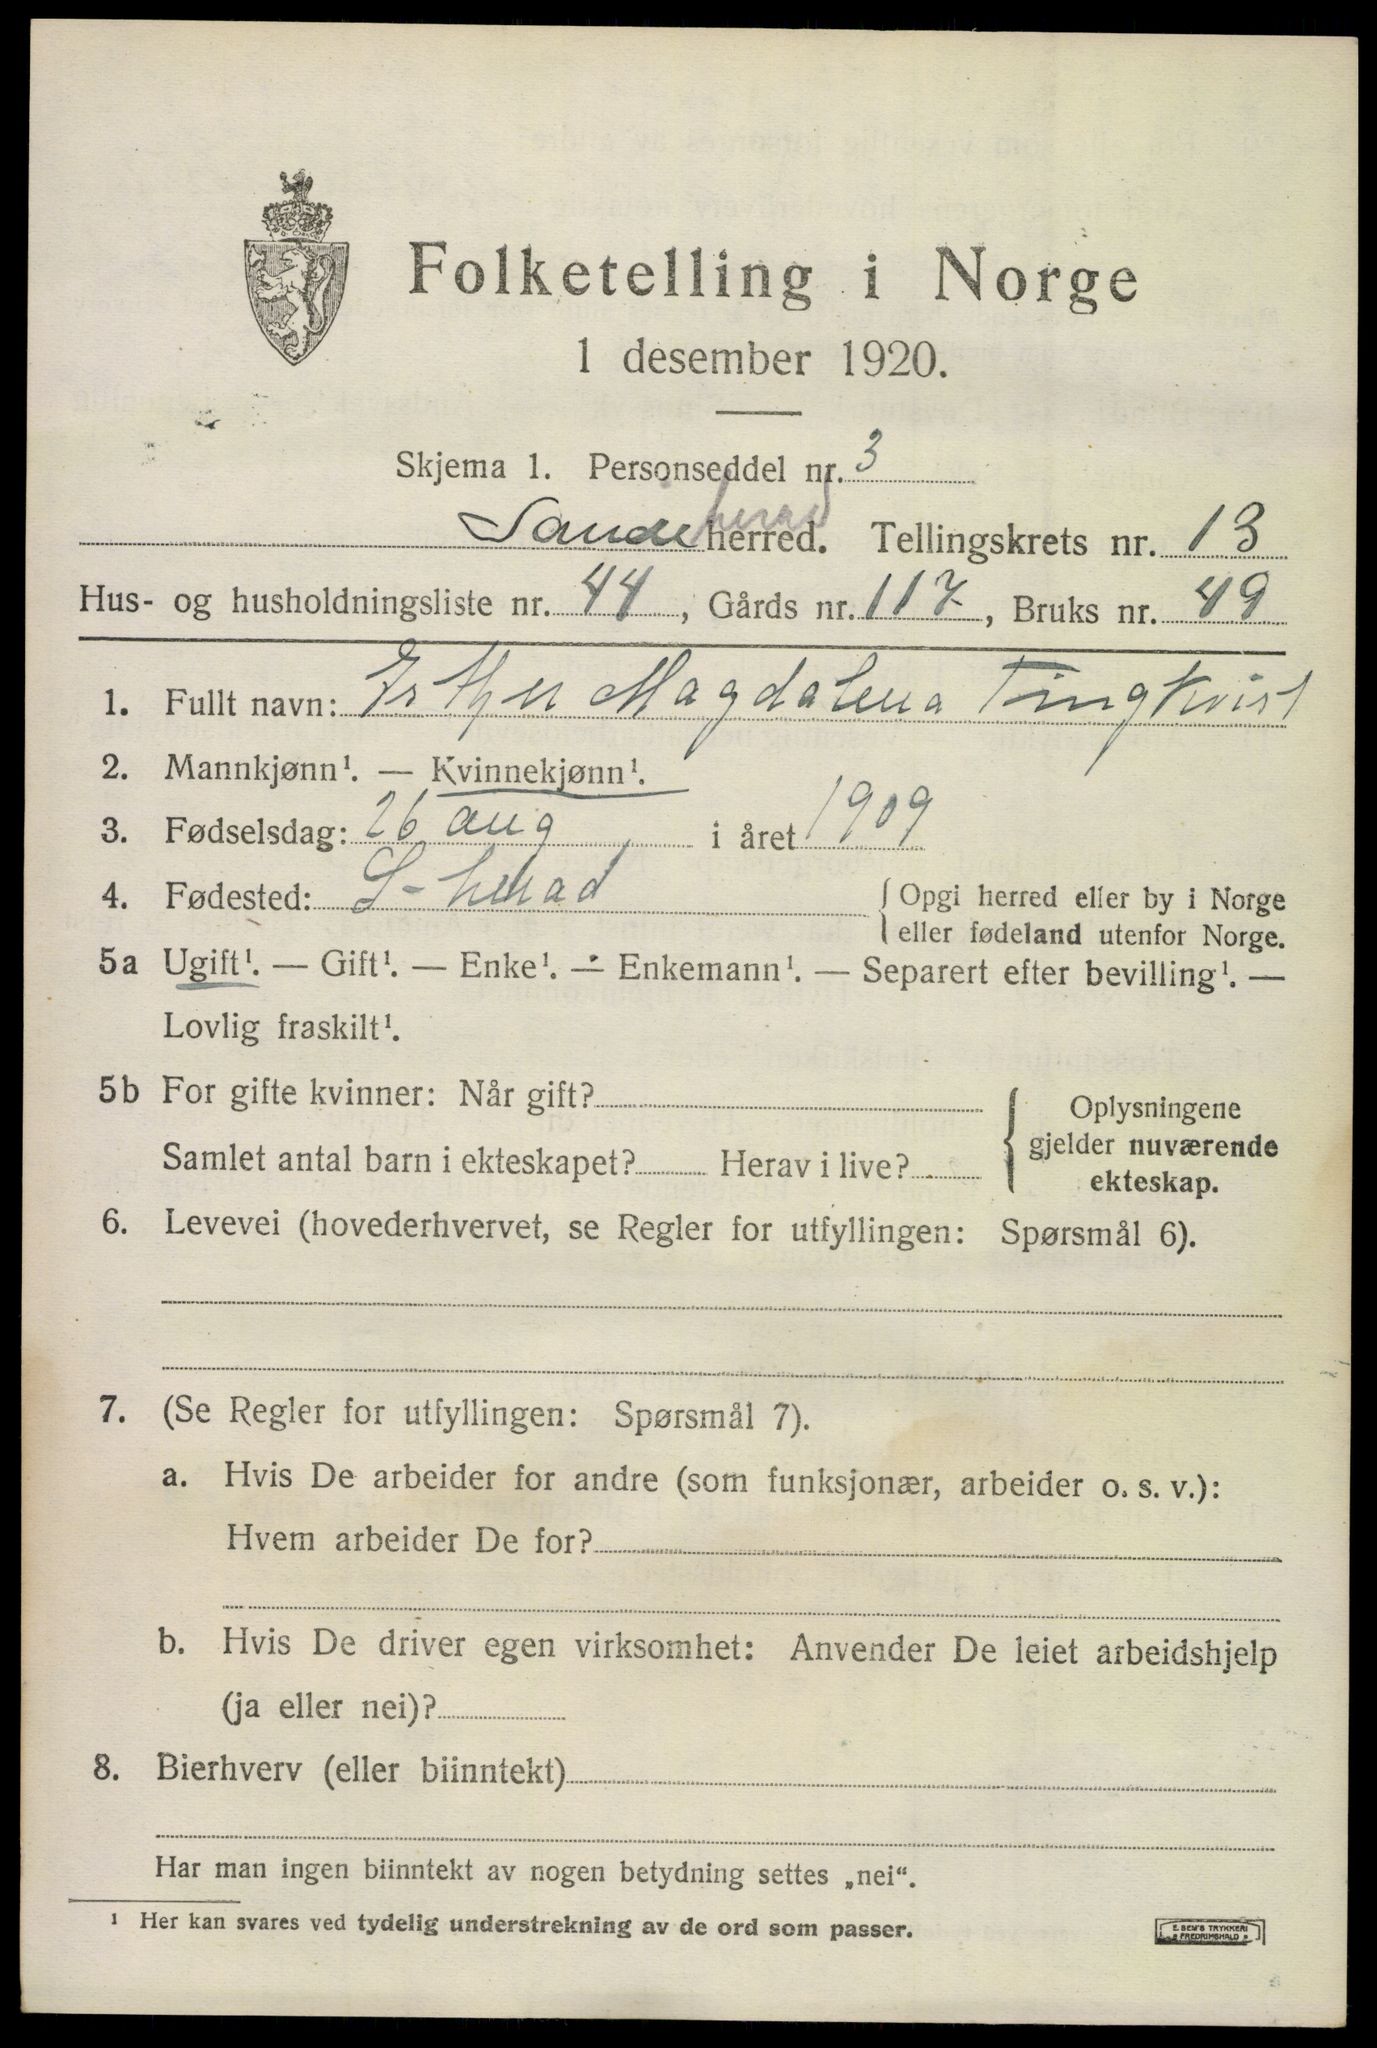 Folketelling i Norge
1 desember 1920.
Skjema 1. Personseddel nr. 3
Sandeherad herred. Tellingskrets nr. 13
Hus- og husholdningsliste nr. 44, Gårds nr. 117, Bruks nr. 49
1. Fullt navn: Esther Magdalena Tingkvist
2. Mannkjønn¹. — Kvinnekjønn¹.
3. Fødselsdag: 26 aug i året 1909
4. Fødested: S-herad { Opgi herred eller by i Norge
eller fødeland utenfor Norge.
5a Ugift¹. — Gift¹. — Enke¹. — Enkemann¹. — Separert efter bevilling¹. —
Lovlig fraskilt¹.
5b For gifte kvinner: Når gift?
Samlet antal barn i ekteskapet? Herav i live?
{ Oplysningene
gjelder nuværende
ekteskap.
6. Levevei (hovederhvervet, se Regler for utfyllingen: Spørsmål 6).
7. (Se Regler for utfyllingen: Spørsmål 7).
a. Hvis De arbeider for andre (som funksjonær, arbeider o. s. v.):
Hvem arbeider De for?
b. Hvis De driver egen virksomhet: Anvender De leiet arbeidshjelp
(ja eller nei)?
8. Bierhverv (eller biinntekt)
Har man ingen biinntekt av nogen betydning settes „nei“.
¹ Her kan svares ved tydelig understrekning av de ord som passer.
E. SEM'S TRYKKERI
FREDRIKSHALD